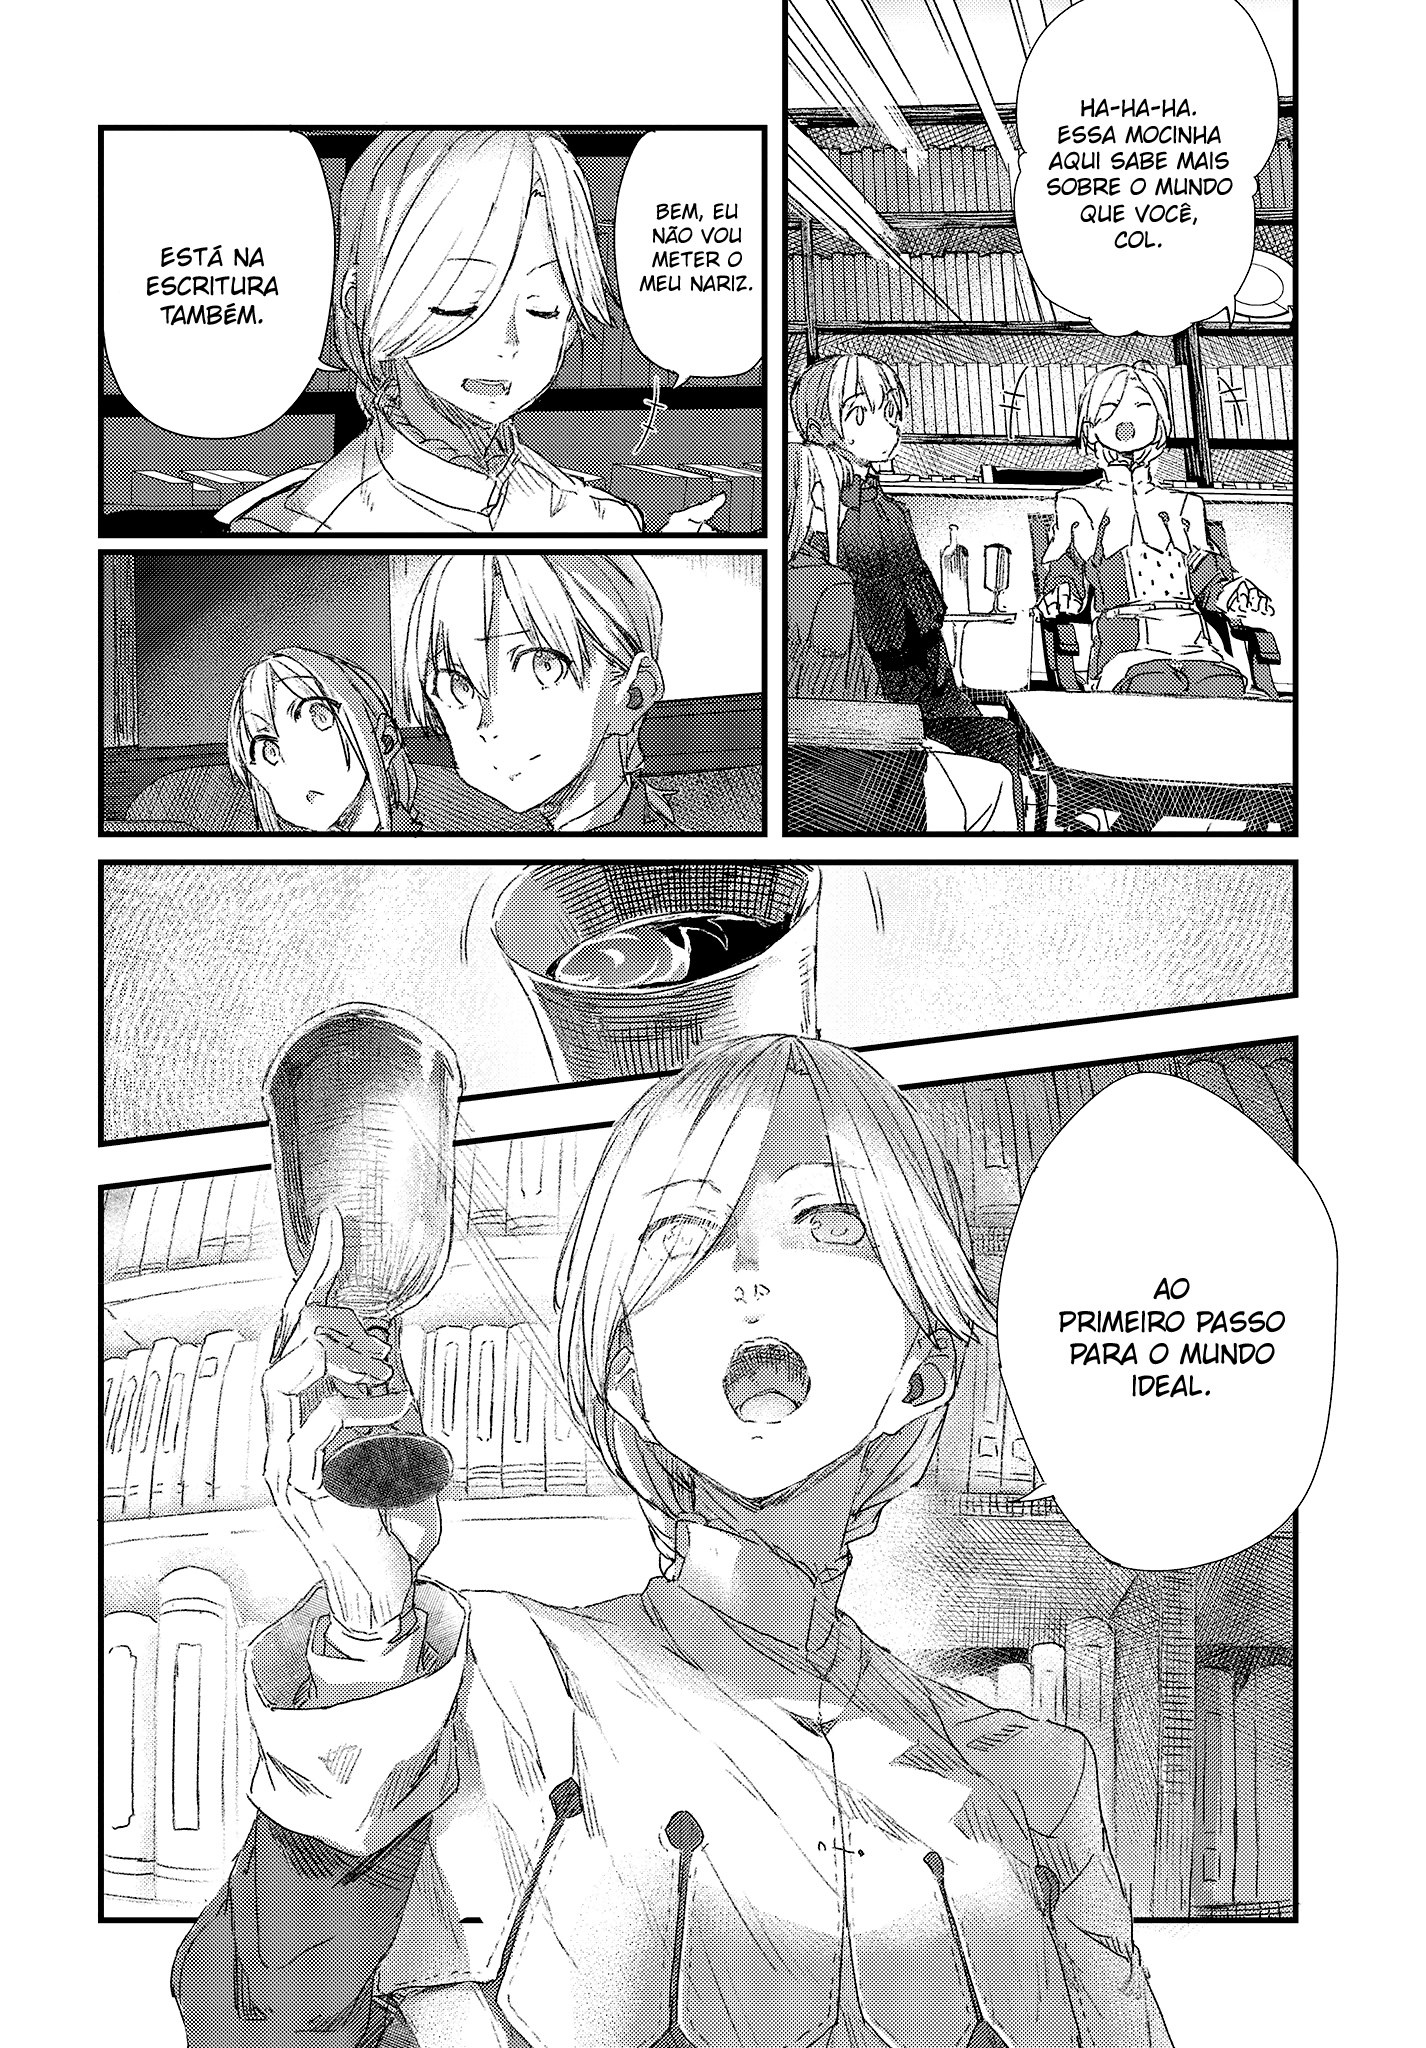 HA-HA-HA.
ESSA MOCINHA
AQUI SABE MAIS
SOBRE O MUNDO
QUE VOCÊ,
COL.
BEM, EU
NÃO VOU
METER O
MEU NARIZ.
ESTÁ NA
ESCRITURA
TAMBÉM.
AO
PRIMEIRO PASSO
PARA O MUNDO
IDEAL.